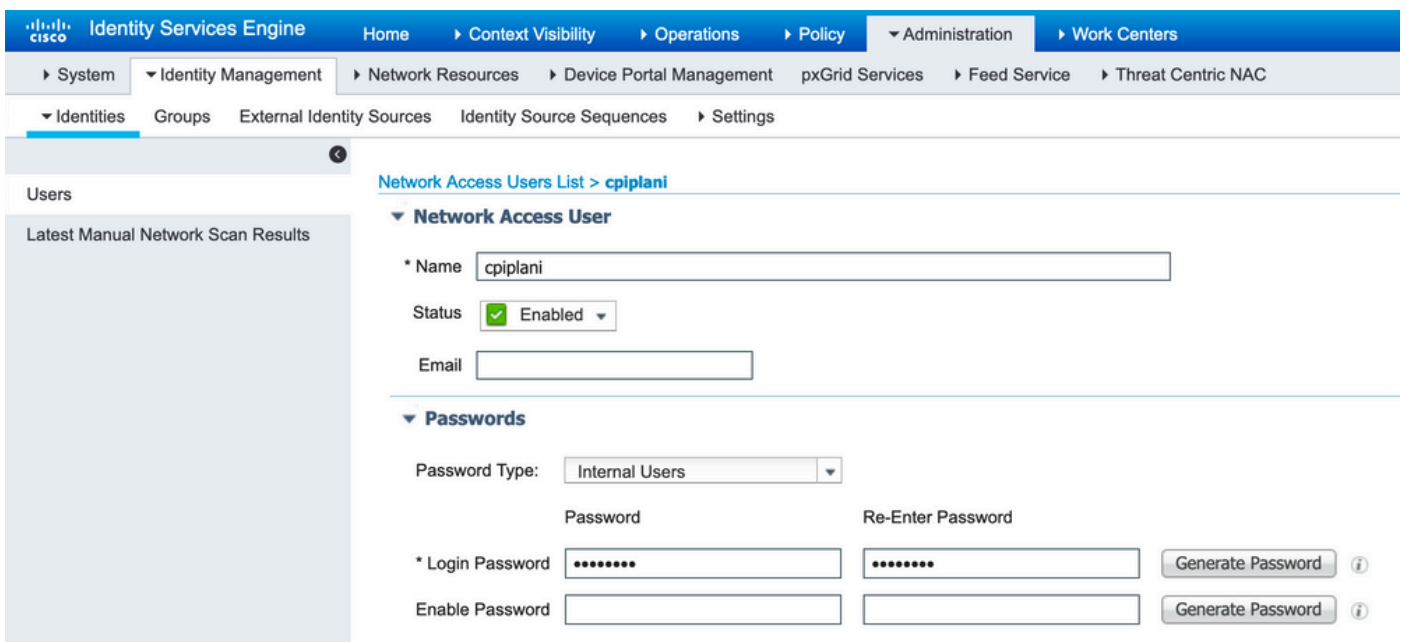 cisco Identity Services Engine Home Context Visibility Operations Policy Administration Work Centers
System Identity Management Network Resources Device Portal Management pxGrid Services Feed Service Threat Centric NAC
Identities Groups External Identity Sources Identity Source Sequences Settings
Users
Latest Manual Network Scan Results
Network Access Users List > cpiplani
Network Access User
* Name cpiplani
Status Enabled
Email
Passwords
Password Type: Internal Users
Password Re-Enter Password
* Login Password •••••••• •••••••• Generate Password i
Enable Password Generate Password i